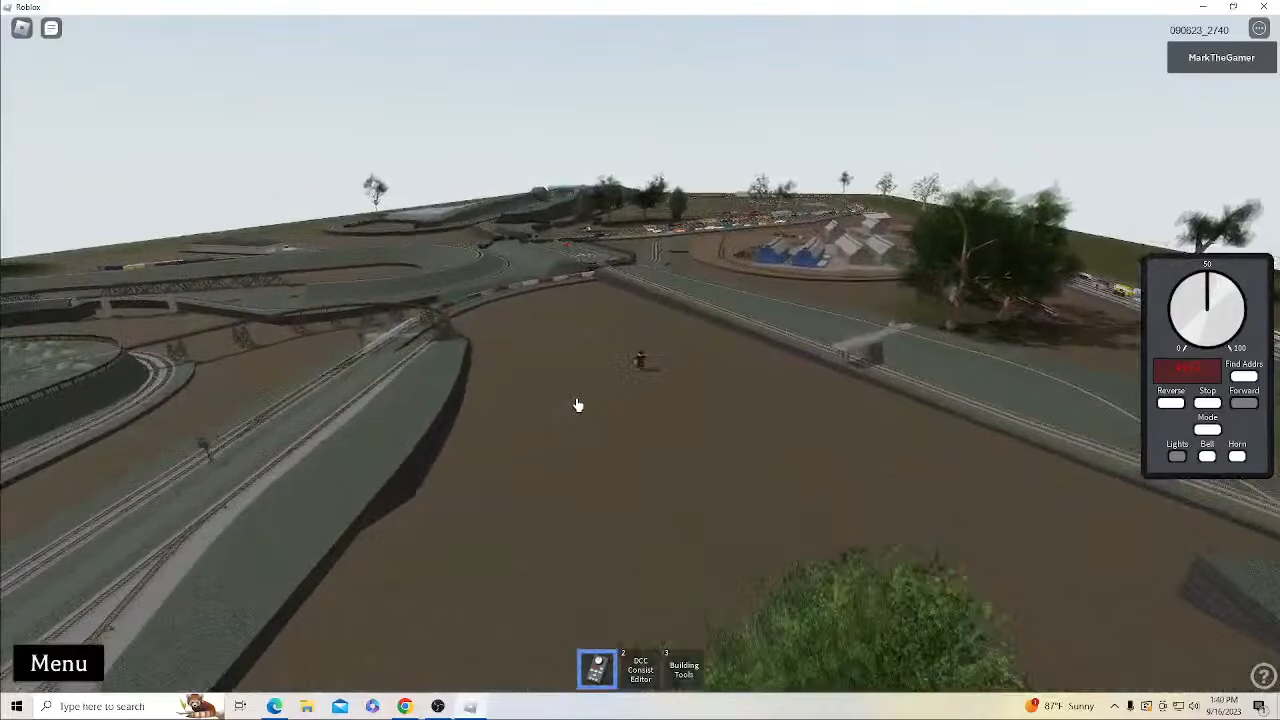 Roblox
090623_2740
MarkTheGamer
50
0
100
Find Addrs
Reverse
Stop
Forward
Mode
Lights
Bell
Horn
Menu
2
DCC
Consist
Editor
3
Building
Tools
Type here to search
87°F Sunny
1:40 PM
9/16/2023